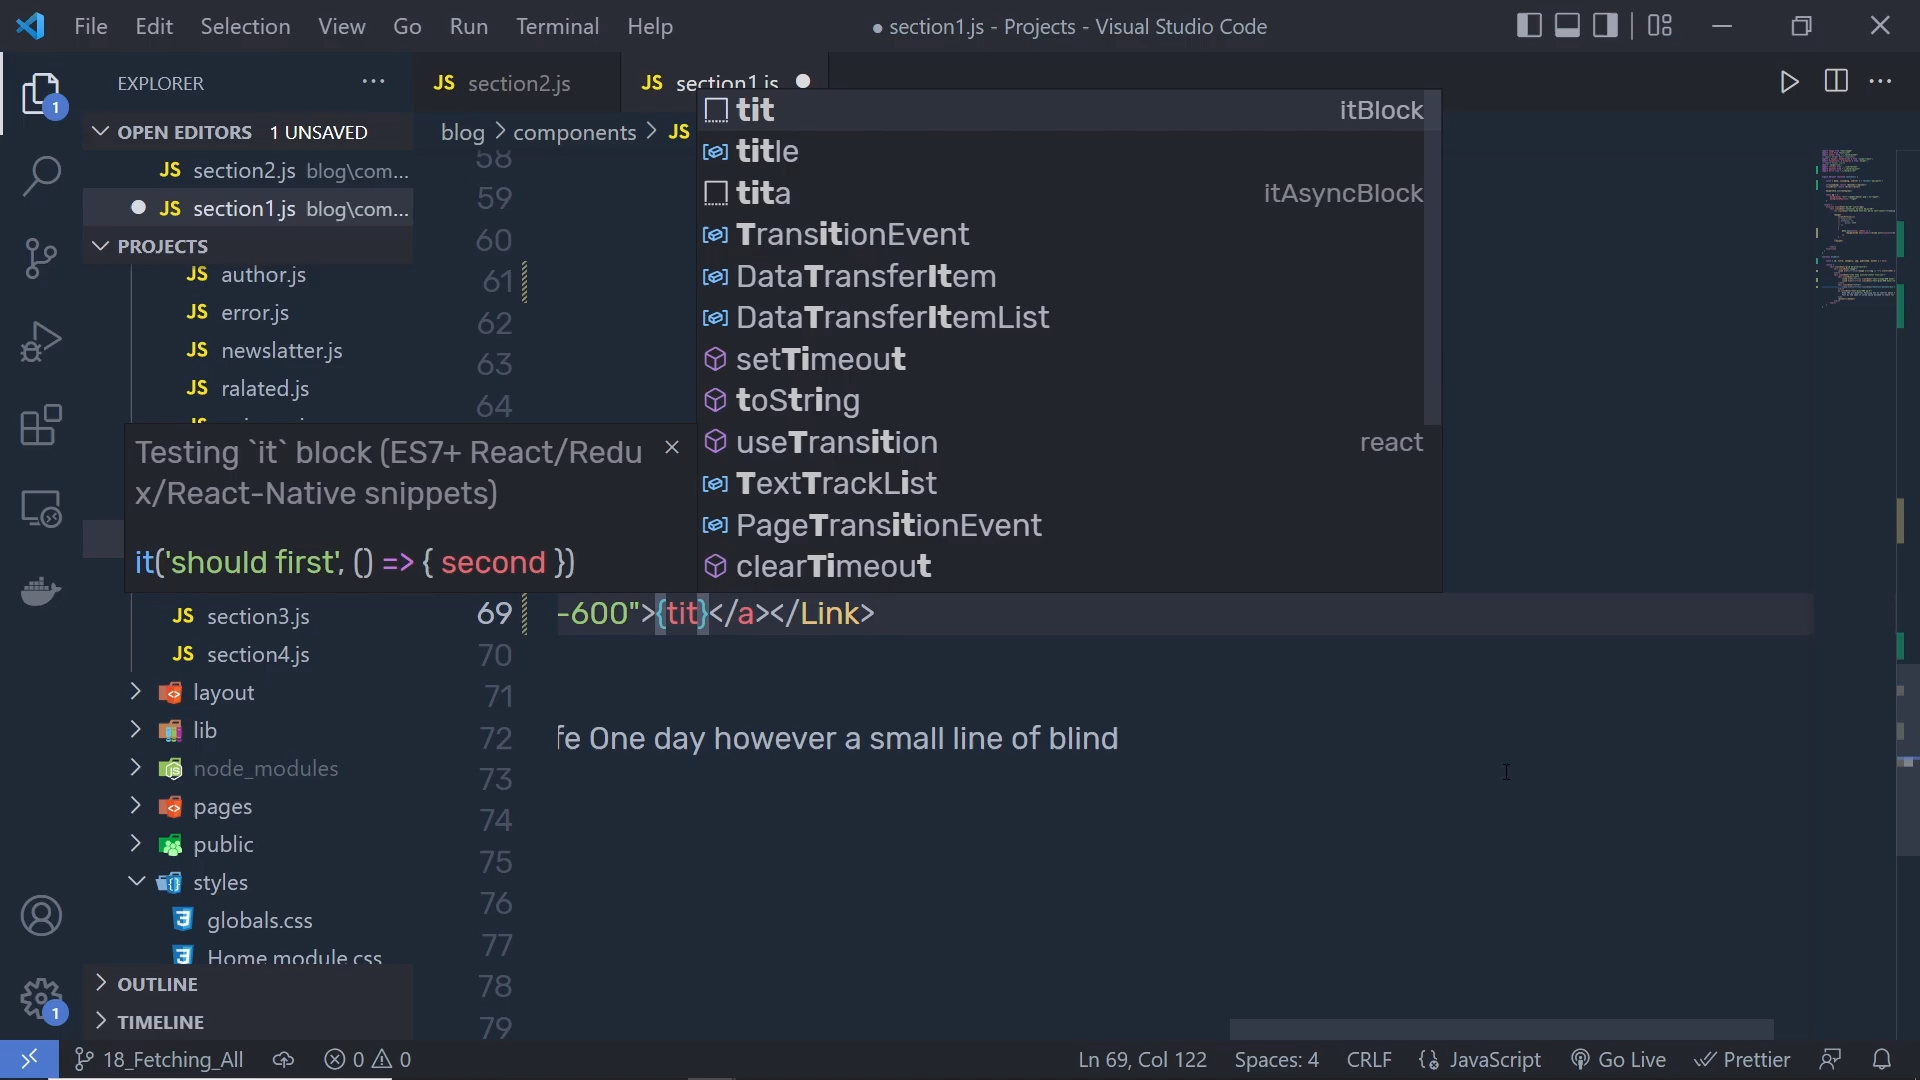 File Edit Selection View Go Run Terminal Help
● section1.js - Projects - Visual Studio Code
EXPLORER
1
OPEN EDITORS 1 UNSAVED
JS section2.js blog\com...
● JS section1.js blog\com...
PROJECTS
JS author.js
JS error.js
JS newslatter.js
JS ralated.js
JS section3.js
JS section4.js
layout
lib
node_modules
pages
public
styles
globals.css
Home module.css
OUTLINE
TIMELINE
1
JS section2.js
JS section1.js
blog > components > JS
58
59
60
61
62
63
64
tit itBlock
title
tita itAsyncBlock
TransitionEvent
DataTransferItem
DataTransferItemList
setTimeout
toString
useTransition react
TextTrackList
PageTransitionEvent
clearTimeout
Testing `it` block (ES7+ React/Redu
x/React-Native snippets)
it('should first', () => { second })
69 -600">{tit}</a></Link>
70
71
72 fe One day however a small line of blind
73
74
75
76
77
78
79
18_Fetching_All 0 0
Ln 69, Col 122 Spaces: 4 CRLF JavaScript Go Live Prettier